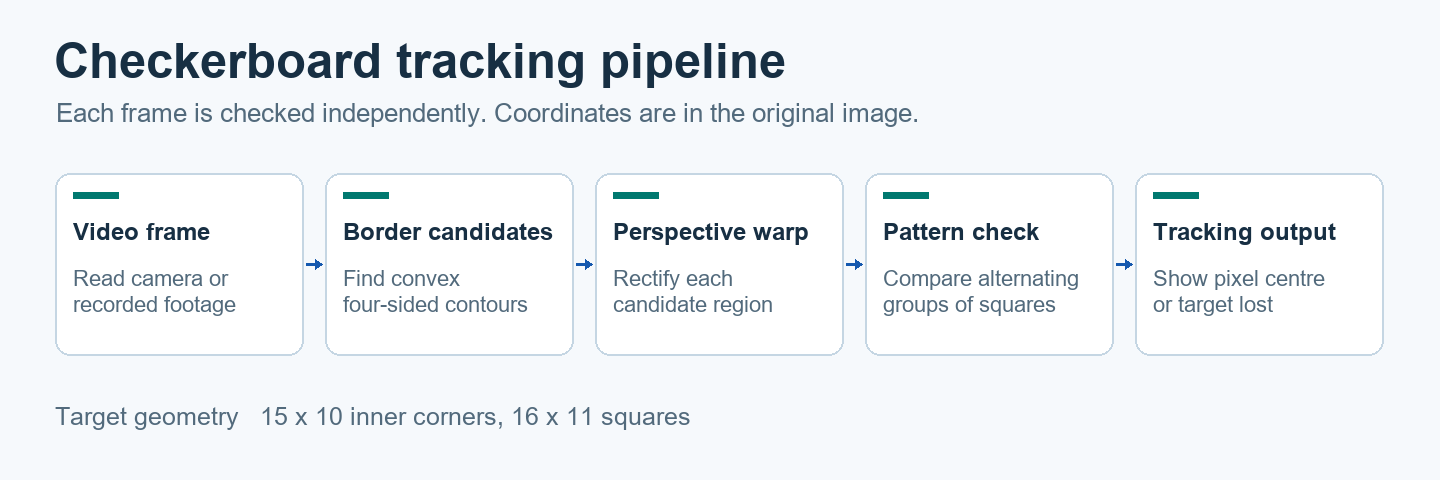 Checkerboard tracking pipeline
Each frame is checked independently. Coordinates are in the original image.
Video frame
Read camera or
recorded footage
Border candidates
Find convex
four-sided contours
Perspective warp
Rectify each
candidate region
Pattern check
Compare alternating
groups of squares
Tracking output
Show pixel centre
or target lost
Target geometry 15 x 10 inner corners, 16 x 11 squares